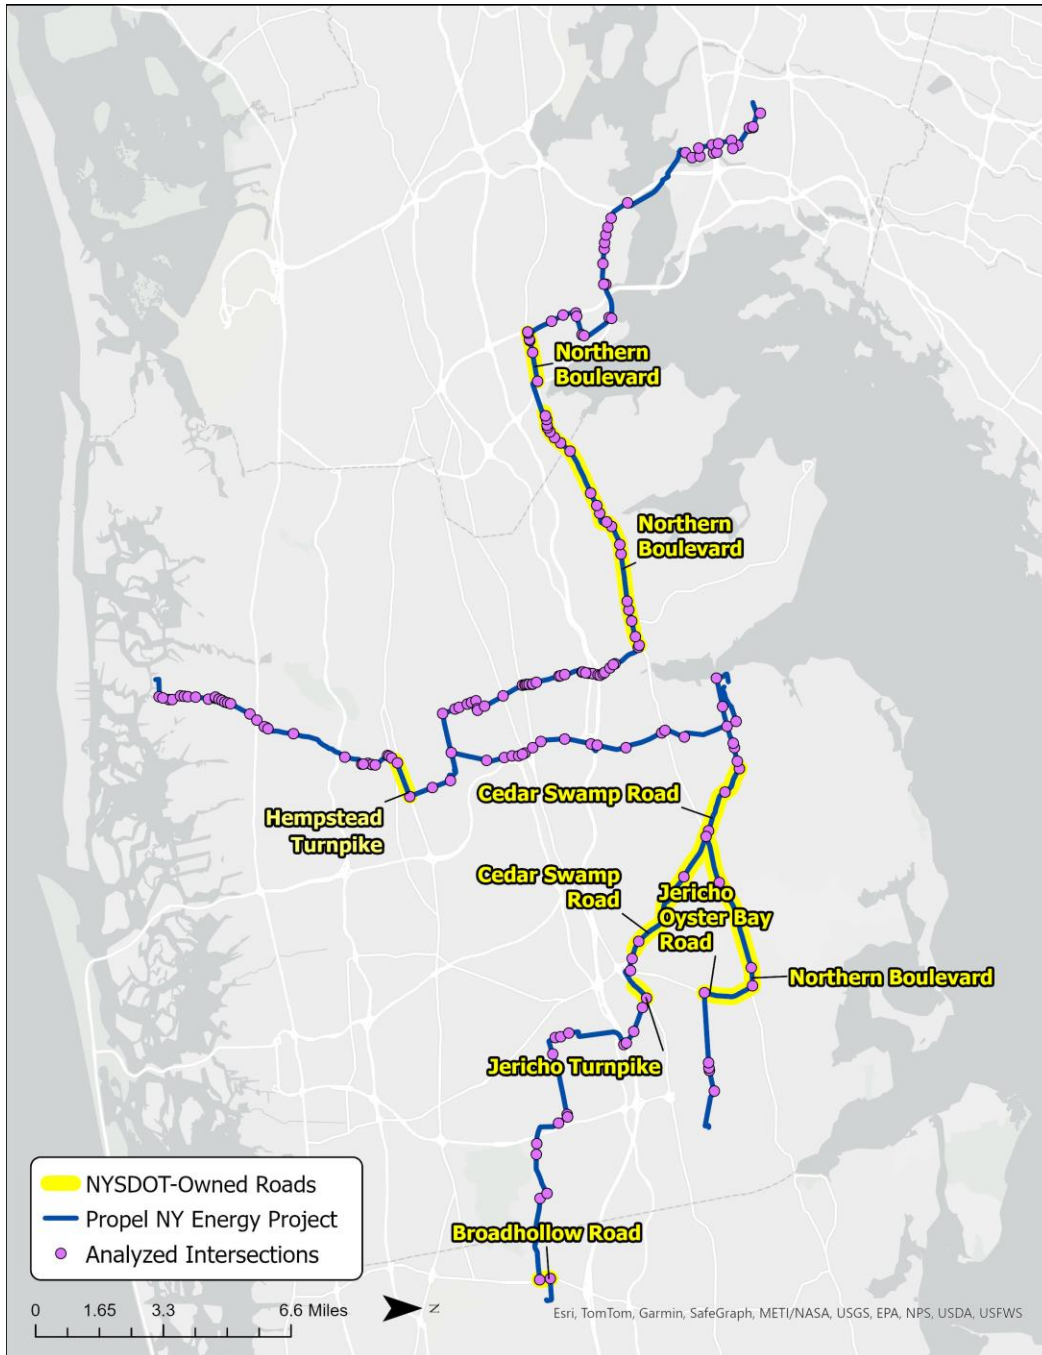 Northern
Boulevard
Northern
Boulevard
Hempstead
Turnpike
Cedar Swamp Road
Cedar Swamp
Road
Jericho
Oyster Bay
Road
Northern Boulevard
Jericho Turnpike
Broadhollow Road
NYSDOT-Owned Roads
Propel NY Energy Project
Analyzed Intersections
0 1.65 3.3 6.6 Miles
N
Esri, TomTom, Garmin, SafeGraph, METI/NASA, USGS, EPA, NPS, USDA, USFWS